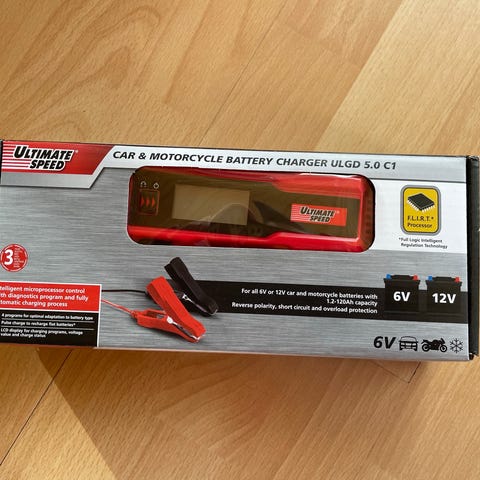 ULTIMATE
SPEED®
CAR & MOTORCYCLE BATTERY CHARGER ULGD 5.0 C1
ULTIMATE
SPEED®
F.L.I.R.T.*
Processor
*Full Logic Intelligent
Regulation Technology
3
ntelligent microprocessor control
with diagnostics program and fully
tomatic charging process
4 programs for optimal adaptation to battery type
Pulse charge to recharge flat batteries*
LCD display for charging programs, voltage
value and charge status
For all 6V or 12V car and motorcycle batteries with
1.2-120Ah capacity
Reverse polarity, short circuit and overload protection
6V
12V
6V